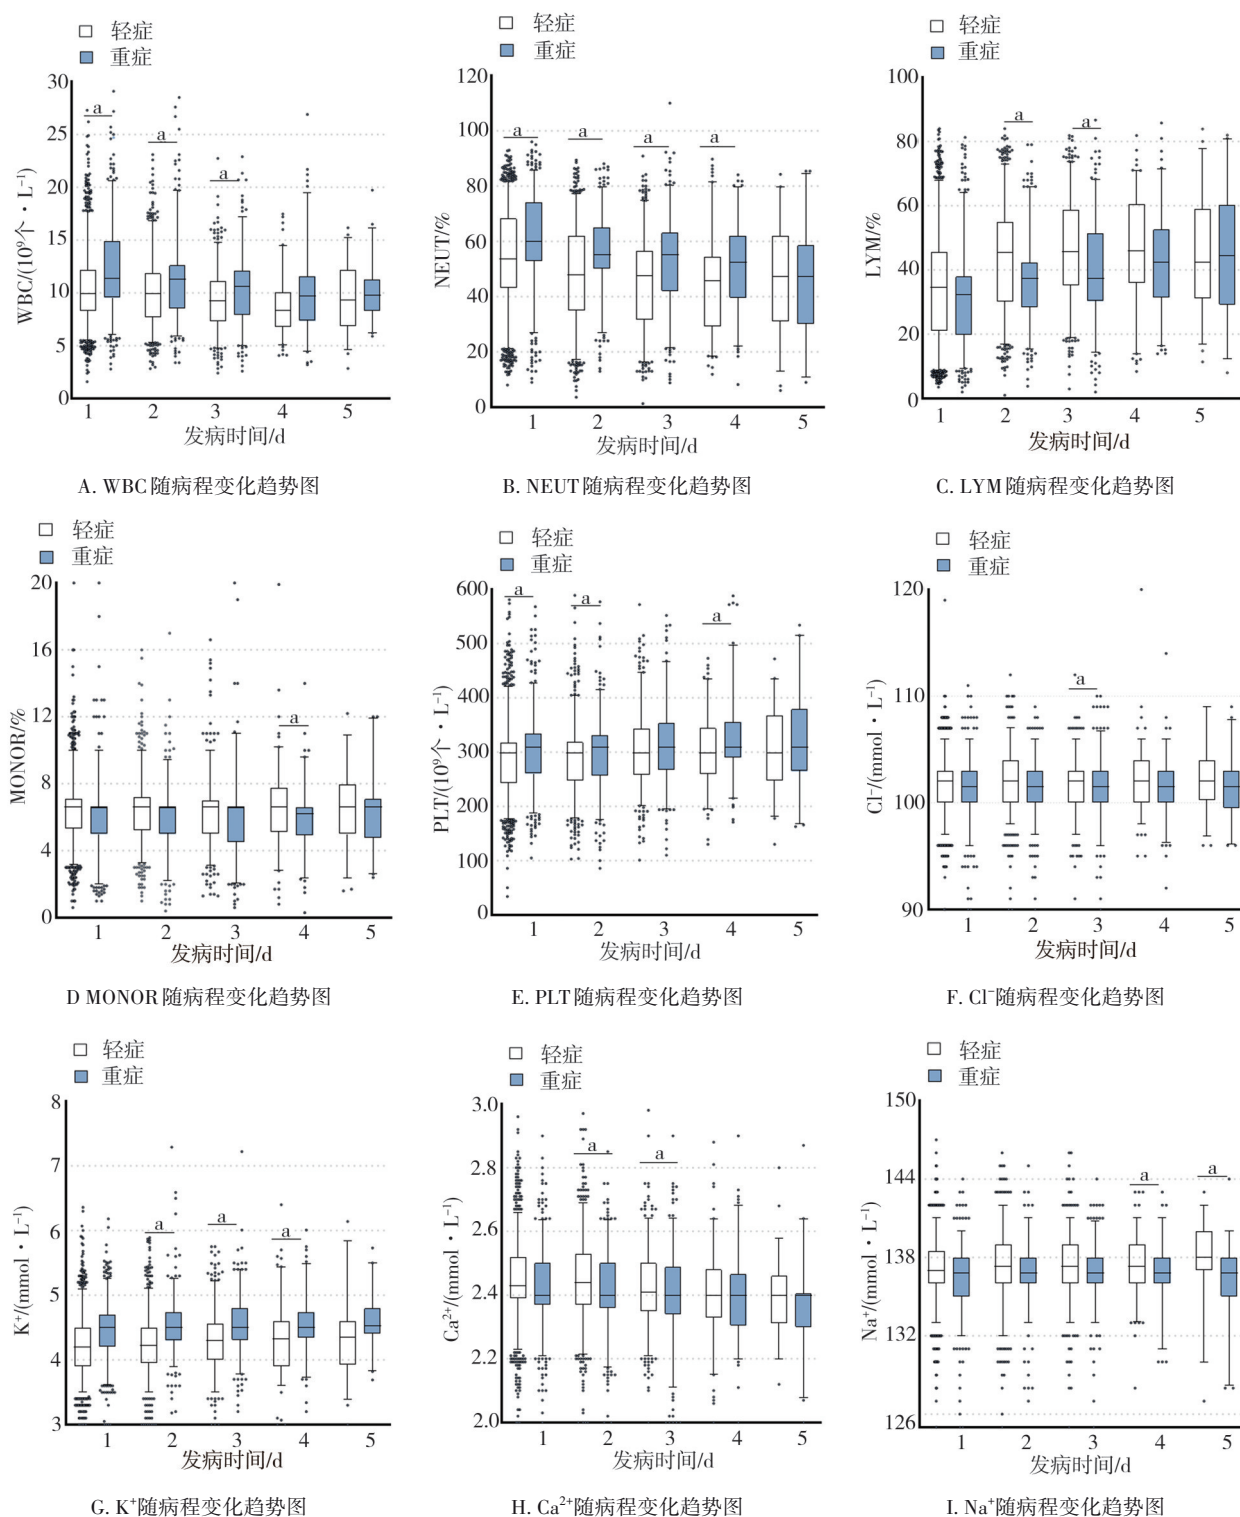 轻症
重症
30
25
20
15
10
5
0
WBC/(10⁹个·L⁻¹)
a
a
a
1 2 3 4 5
发病时间/d
A. WBC随病程变化趋势图
轻症
重症
120
100
80
60
40
20
0
NEUT/%
a
a
a
a
1 2 3 4 5
发病时间/d
B. NEUT随病程变化趋势图
轻症
重症
100
80
60
40
20
0
LYM/%
a
a
1 2 3 4 5
发病时间/d
C. LYM随病程变化趋势图
轻症
重症
20
16
12
8
4
0
MONOR/%
a
1 2 3 4 5
发病时间/d
D MONOR随病程变化趋势图
轻症
重症
600
500
400
300
200
100
0
PLT/(10⁹个·L⁻¹)
a
a
a
1 2 3 4 5
发病时间/d
E. PLT随病程变化趋势图
轻症
重症
120
110
100
90
Cl⁻/(mmol·L⁻¹)
a
1 2 3 4 5
发病时间/d
F. Cl⁻随病程变化趋势图
轻症
重症
8
7
6
5
4
3
K⁺/(mmol·L⁻¹)
a
a
a
1 2 3 4 5
发病时间/d
G. K⁺随病程变化趋势图
轻症
重症
3.0
2.8
2.6
2.4
2.2
2.0
Ca²⁺/(mmol·L⁻¹)
a
a
1 2 3 4 5
发病时间/d
H. Ca²⁺随病程变化趋势图
轻症
重症
150
144
138
132
126
Na⁺/(mmol·L⁻¹)
a
a
1 2 3 4 5
发病时间/d
I. Na⁺随病程变化趋势图